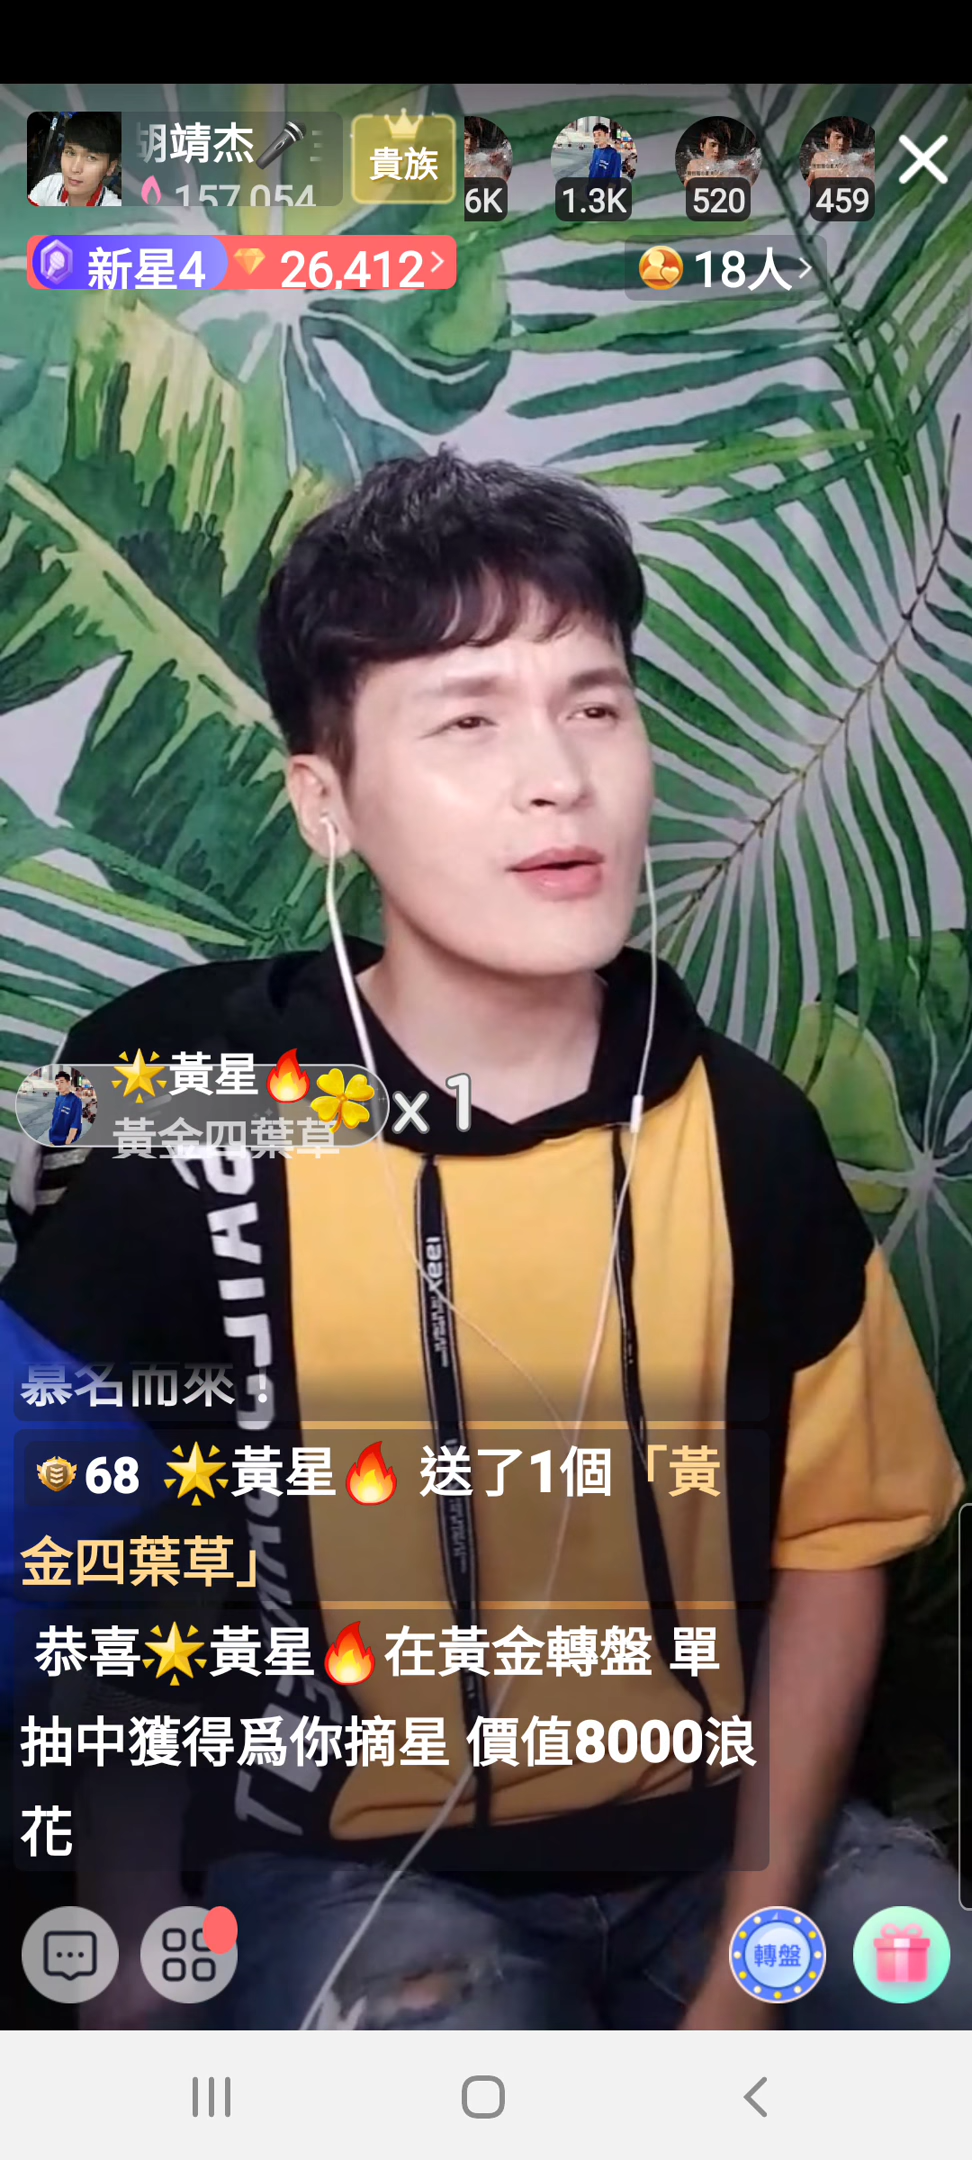 胡靖杰🎤
157,054
貴族
6K
1.3K
520
459
新星4
26,412
18人
🌟黃星🔥
黃金四葉草
x 1
慕名而來！
68 🌟黃星🔥 送了1個「黃
金四葉草」
恭喜🌟黃星🔥在黃金轉盤 單
抽中獲得爲你摘星 價值8000浪
花
轉盤